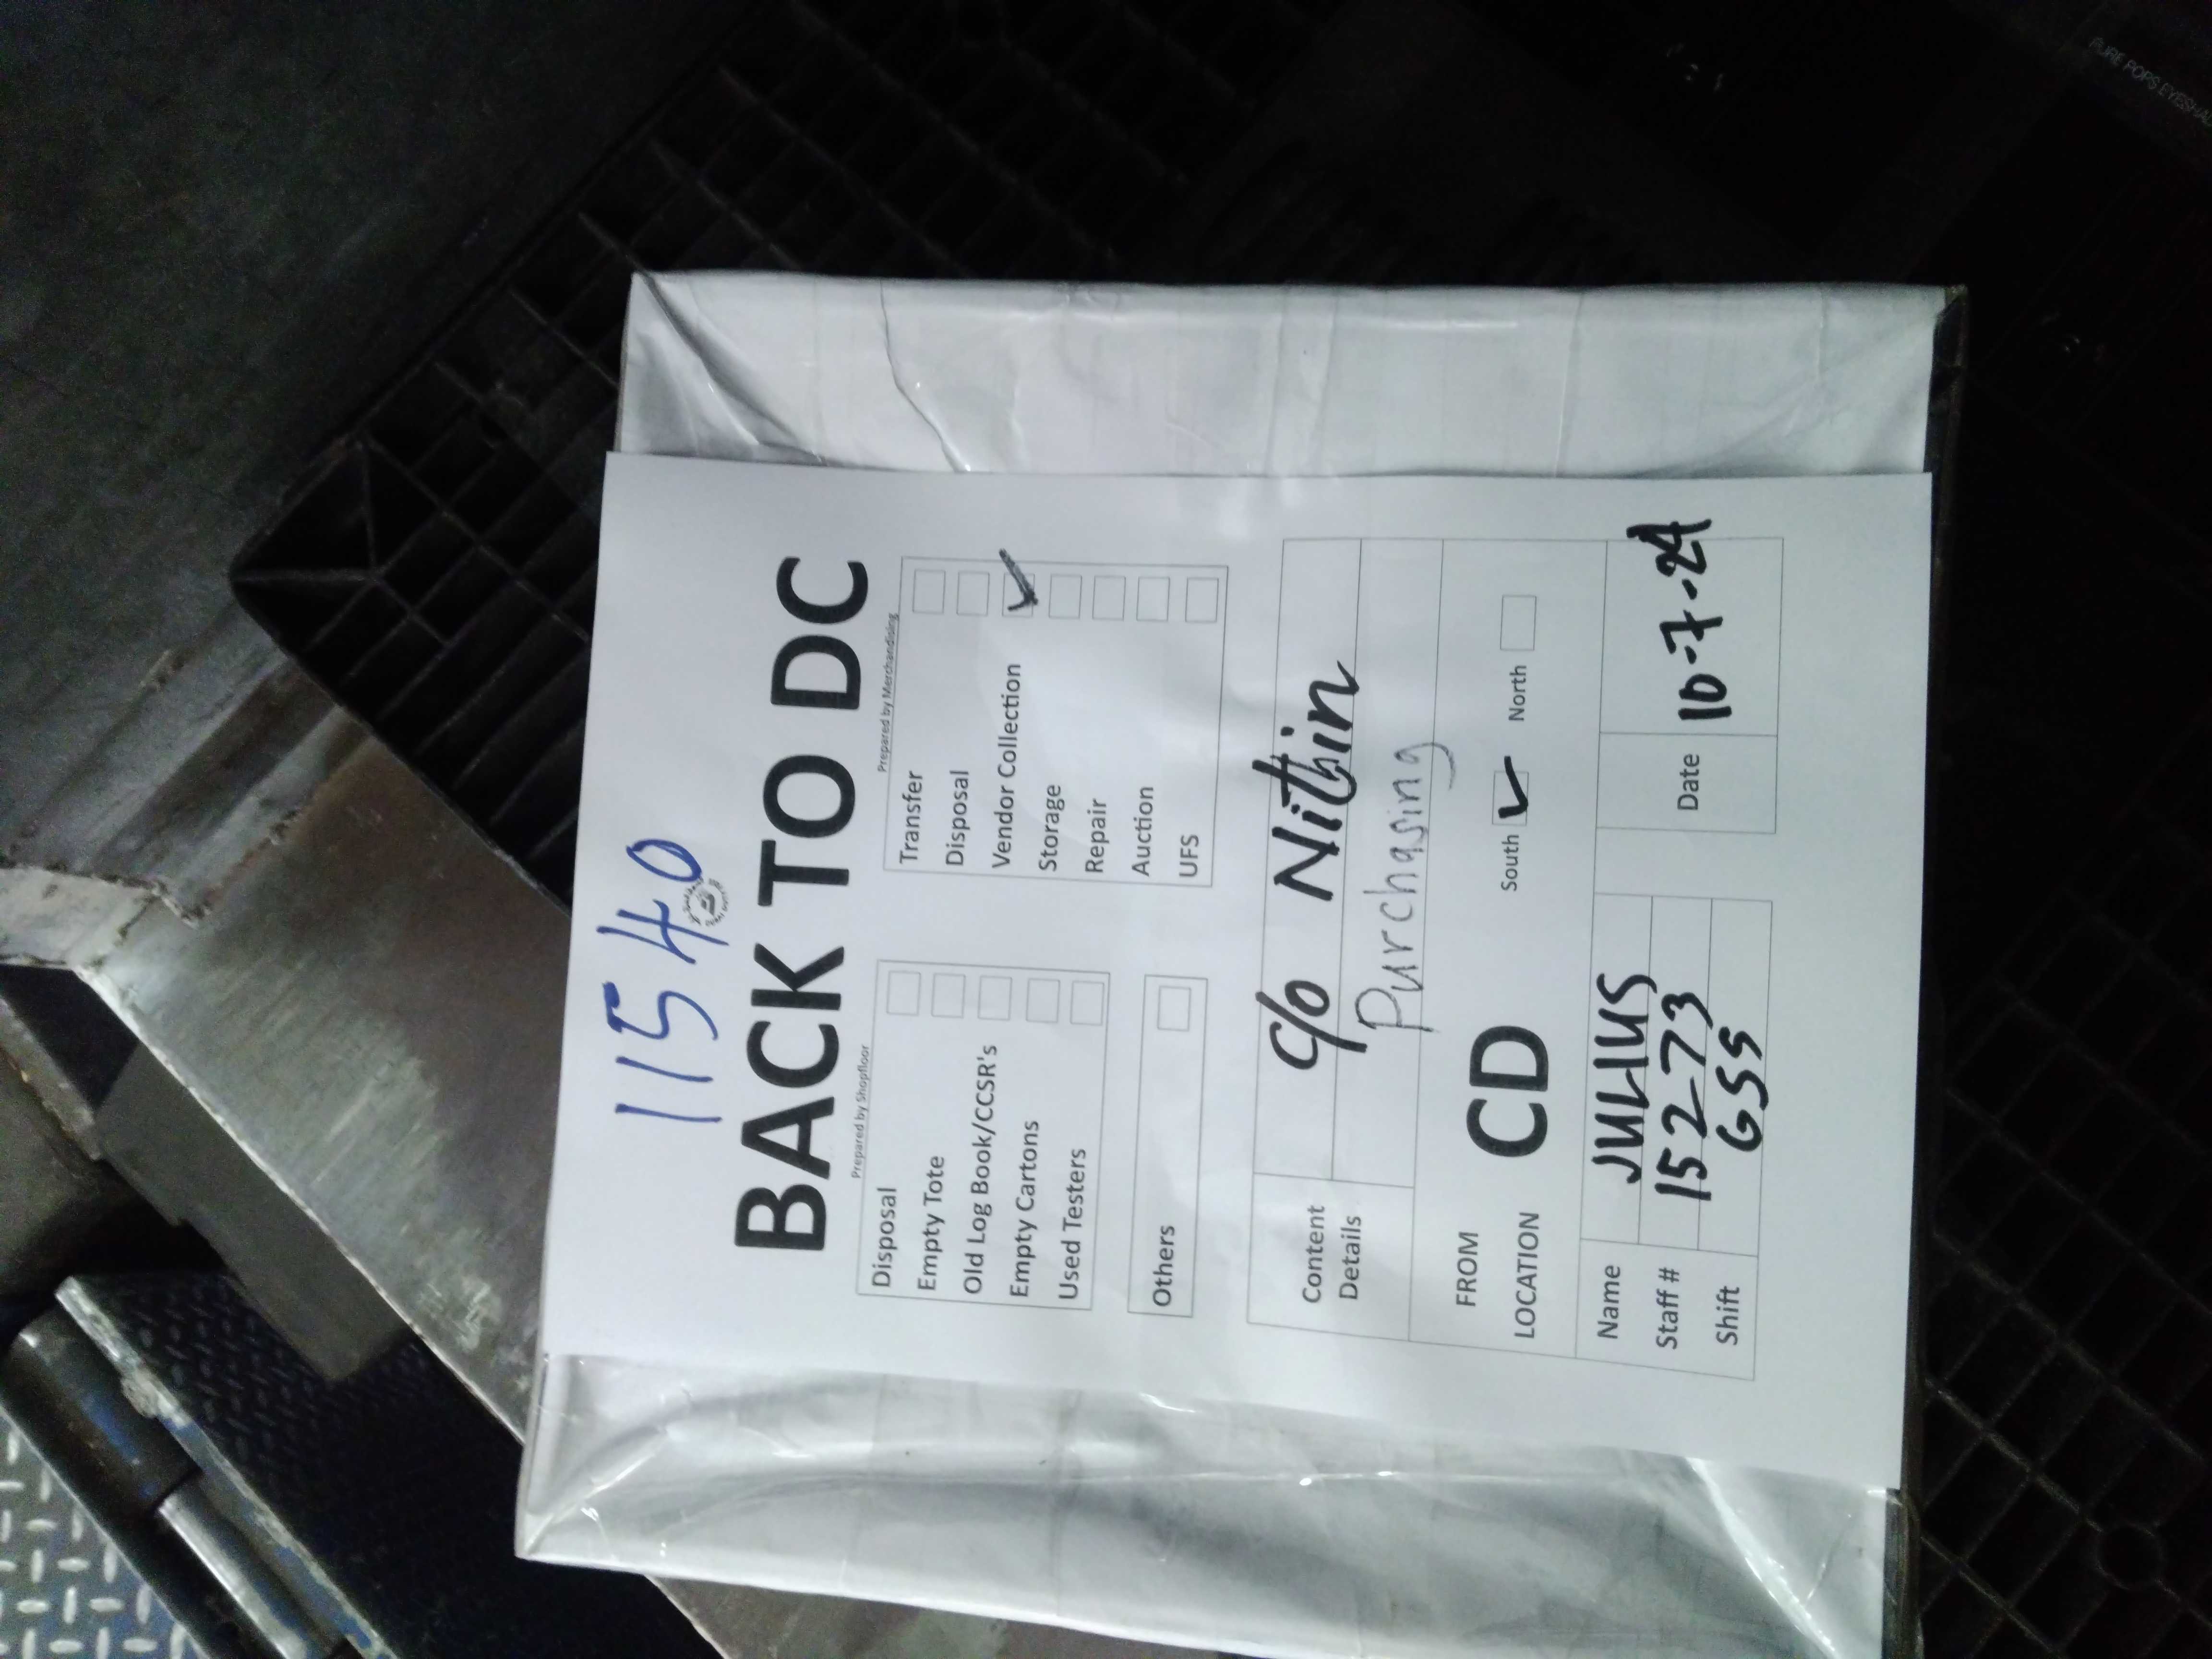 11540
BACK TO DC
Prepared by Shopfloor
Disposal
Empty Tote
Old Log Book/CCSR's
Empty Cartons
Used Testers
Others
Prepared by Merchandising
Transfer
Disposal
Vendor Collection
Storage
Repair
Auction
UFS
Content Details
c/o Nithin
Purchasing
FROM LOCATION
CD
South
North
Name
JULIUS
Staff #
15273
Shift
GSS
Date
10-7-24